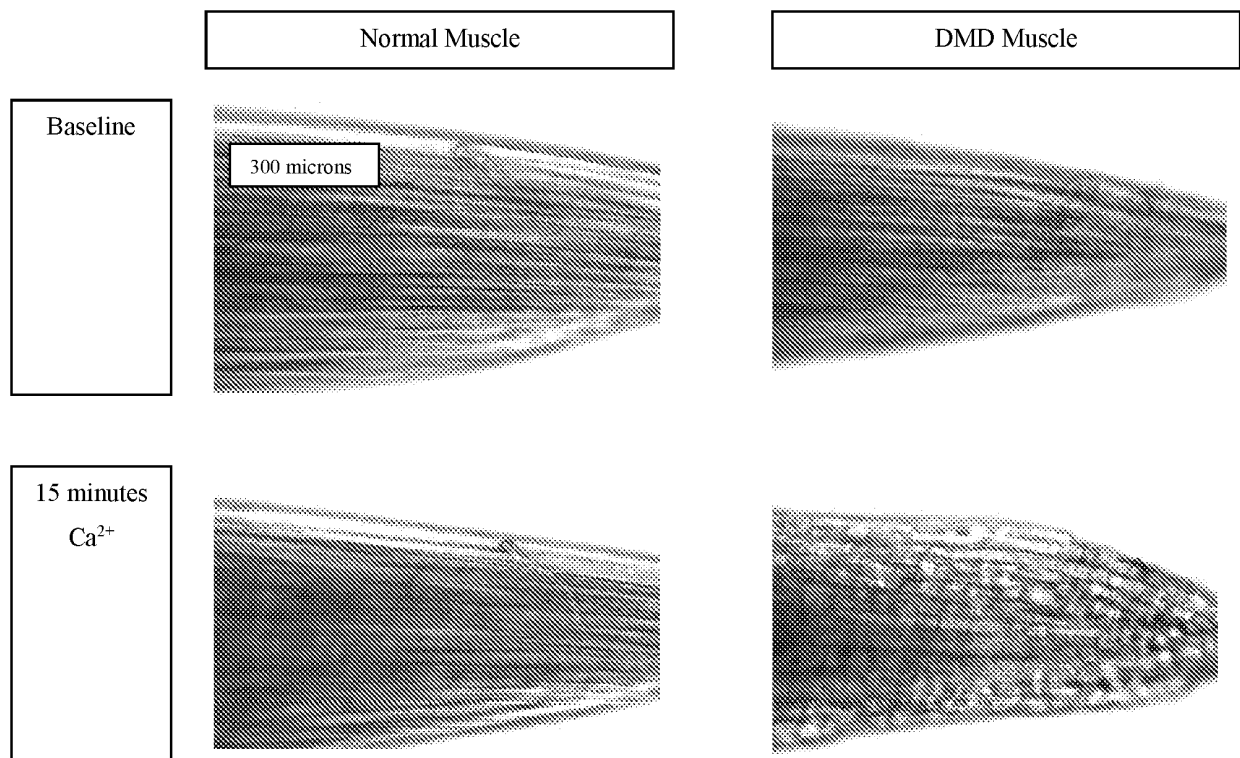 Normal Muscle
DMD Muscle
Baseline
300 microns
15 minutes
Ca²⁺